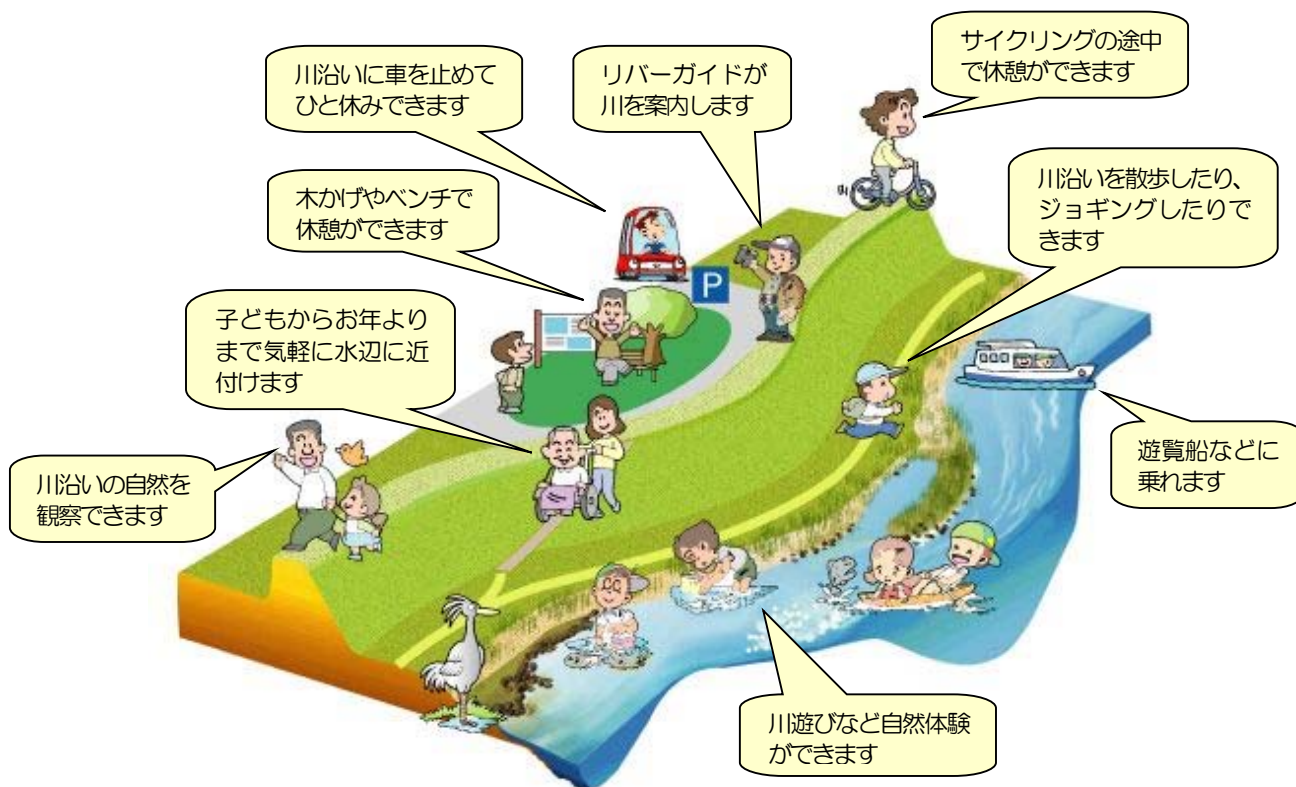 サイクリングの途中
で休憩ができます
川沿いに車を止めて
ひと休みできます
リバーガイドが
川を案内します
川沿いを散歩したり、
ジョギングしたりで
きます
木かげやベンチで
休憩ができます
P
子どもからお年より
まで気軽に水辺に近
付けます
遊覧船などに
乗れます
川沿いの自然を
観察できます
川遊びなど自然体験
ができます